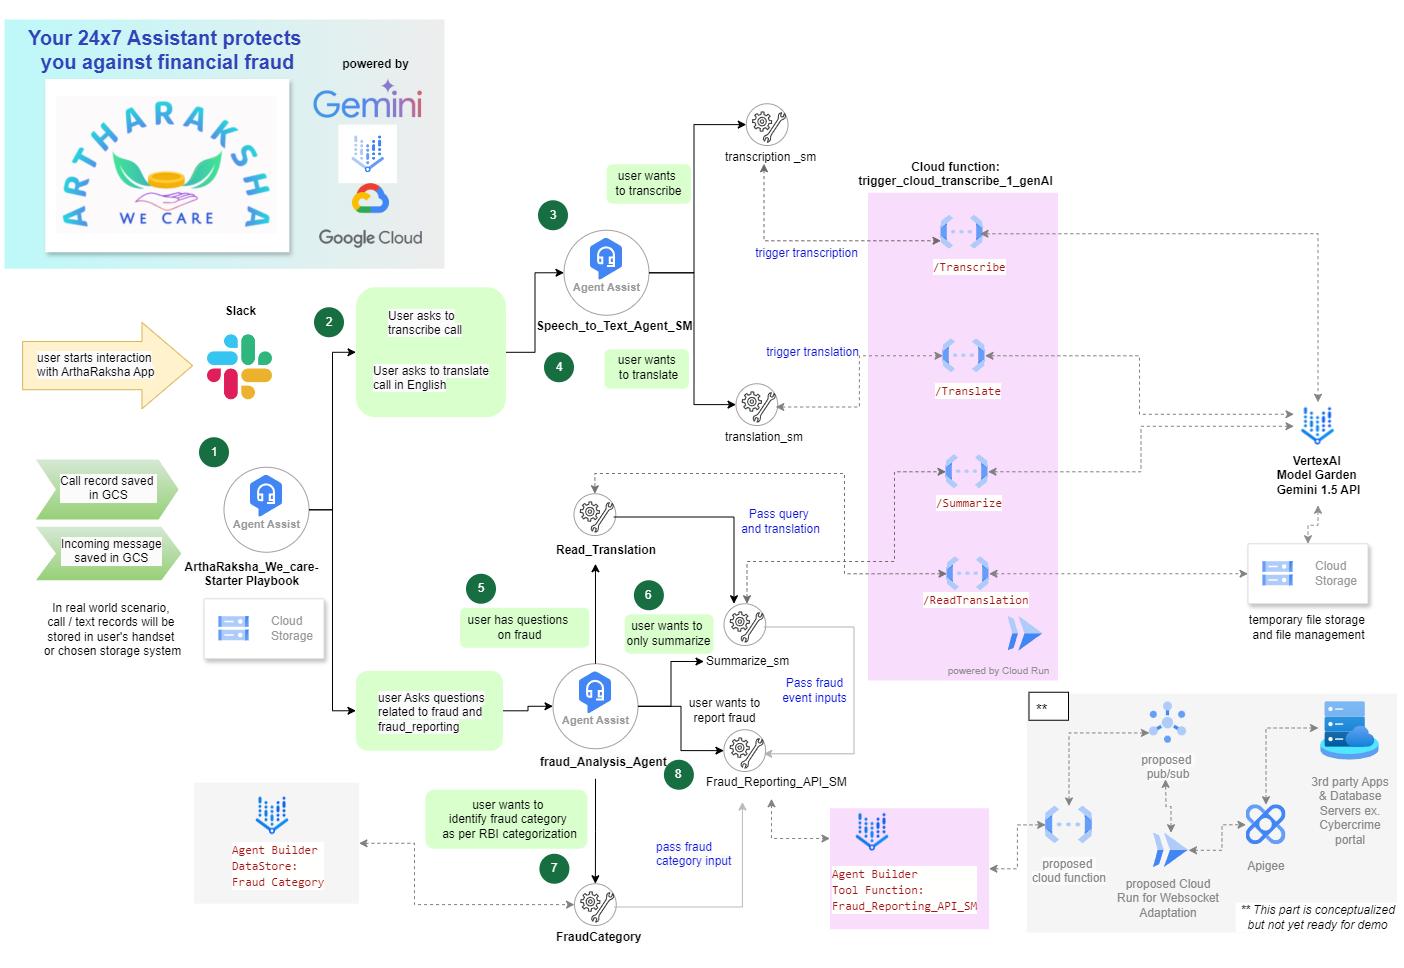 Your 24x7 Assistant protects
you against financial fraud
powered by
Gemini
ARTHARAKSHA
WE CARE
Google Cloud
Slack
user starts interaction
with ArthaRaksha App
1
Agent Assist
ArthaRaksha_We_care-
Starter Playbook
Call record saved
in GCS
Incoming message
saved in GCS
In real world scenario,
call / text records will be
stored in user's handset
or chosen storage system
Cloud
Storage
2
User asks to
transcribe call
User asks to translate
call in English
3
Agent Assist
Speech_to_Text_Agent_SM
4
user wants
to transcribe
user wants
to translate
transcription _sm
trigger transcription
trigger translation
translation_sm
Cloud function:
trigger_cloud_transcribe_1_genAI
/Transcribe
/Translate
/Summarize
/ReadTranslation
powered by Cloud Run
VertexAI
Model Garden
Gemini 1.5 API
Cloud
Storage
temporary file storage
and file management
Read_Translation
Pass query
and translation
5
user has questions
on fraud
6
user wants to
only summarize
Summarize_sm
user Asks questions
related to fraud and
fraud_reporting
Agent Assist
fraud_Analysis_Agent
user wants to
report fraud
Pass fraud
event inputs
8
Fraud_Reporting_API_SM
user wants to
identify fraud category
as per RBI categorization
7
pass fraud
category input
FraudCategory
Agent Builder
DataStore:
Fraud Category
Agent Builder
Tool Function:
Fraud_Reporting_API_SM
**
proposed
pub/sub
proposed
cloud function
proposed Cloud
Run for Websocket
Adaptation
Apigee
3rd party Apps
& Database
Servers ex.
Cybercrime
portal
** This part is conceptualized
but not yet ready for demo